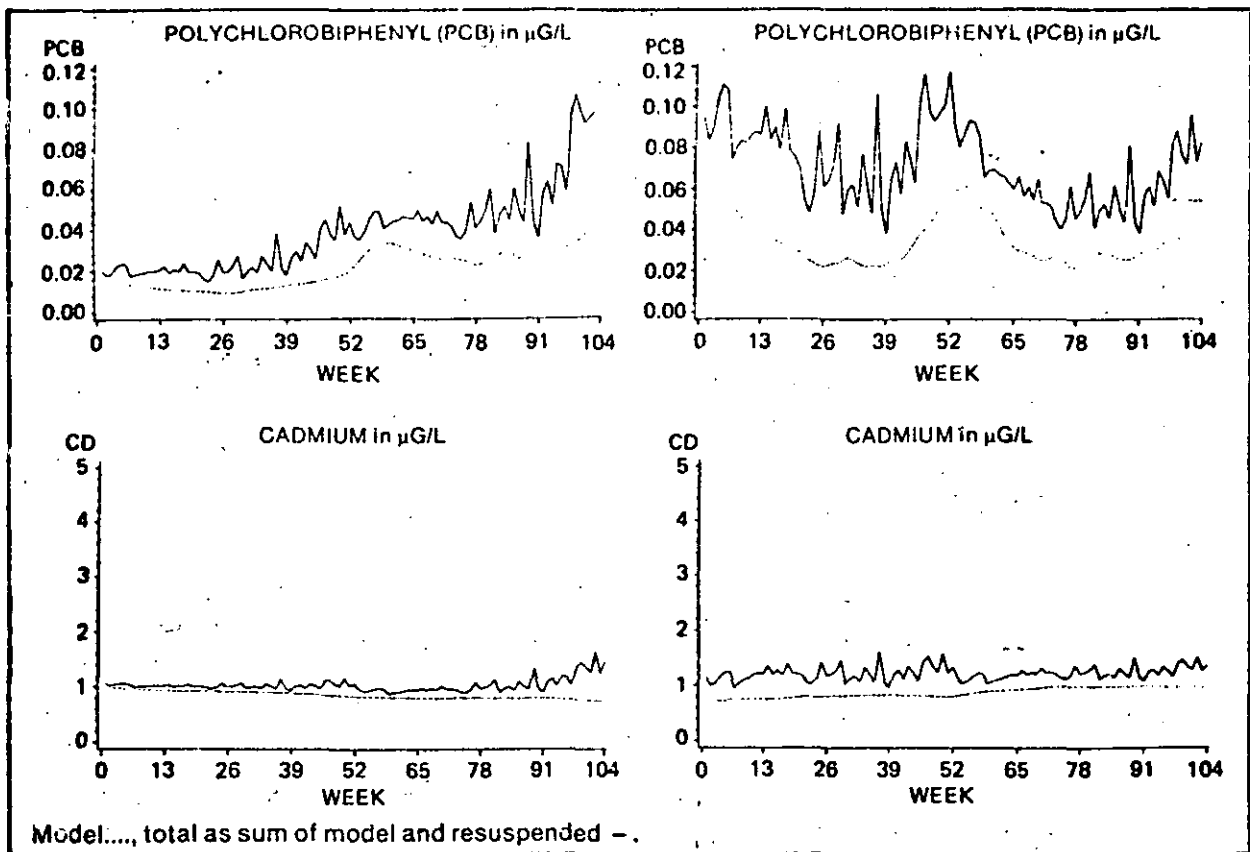 POLYCHLOROBIPHENYL (PCB) in µG/L
PCB
0.12
0.10
0.08
0.06
0.04
0.02
0.00
0 13 26 39 52 65 78 91 104
WEEK
POLYCHLOROBIPHENYL (PCB) in µG/L
PCB
0.12
0.10
0.08
0.06
0.04
0.02
0.00
0 13 26 39 52 65 78 91 104
WEEK
CADMIUM in µG/L
CD
5
4
3
2
1
0
0 13 26 39 52 65 78 91 104
WEEK
CADMIUM in µG/L
CD
5
4
3
2
1
0
0 13 26 39 52 65 78 91 104
WEEK
Model...., total as sum of model and resuspended –.